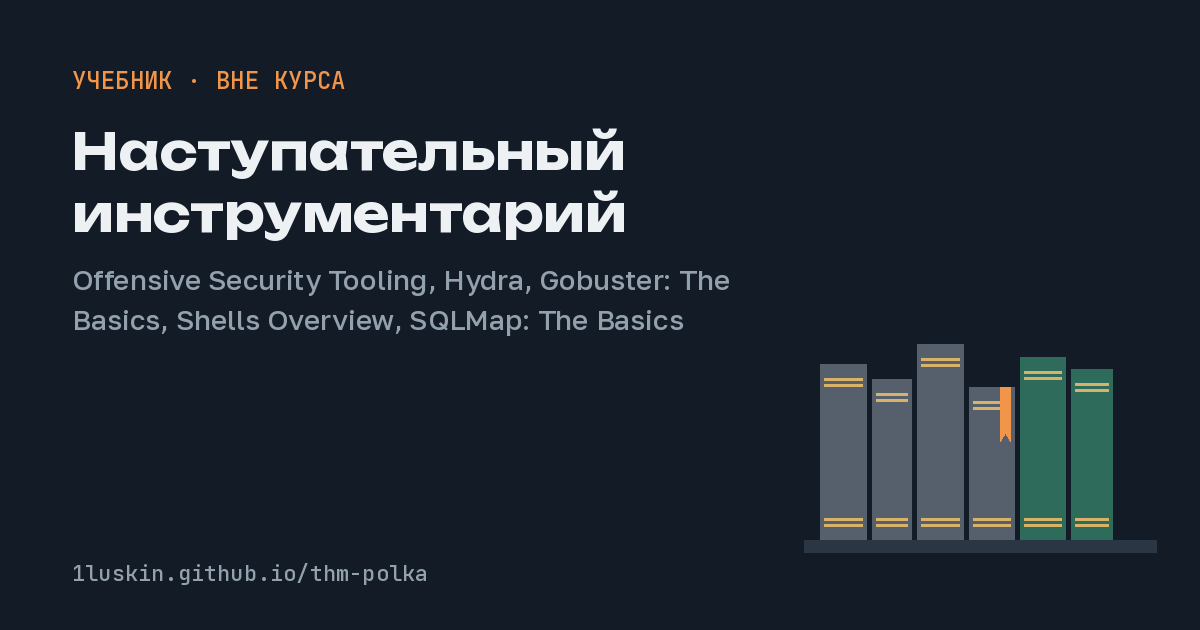 УЧЕБНИК · ВНЕ КУРСА
Наступательный
инструментарий
Offensive Security Tooling, Hydra, Gobuster: The
Basics, Shells Overview, SQLMap: The Basics
1luskin.github.io/thm-polka